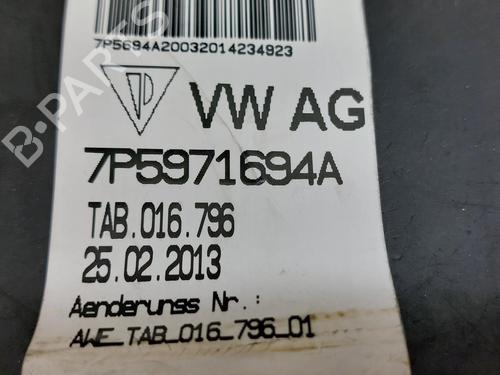 7P5694A20032014234923
VW AG
7P5971694A
TAB.016.796
25.02.2013
Aenderungs Nr.:
AWE_TAB_016_796_01
B-PARTS